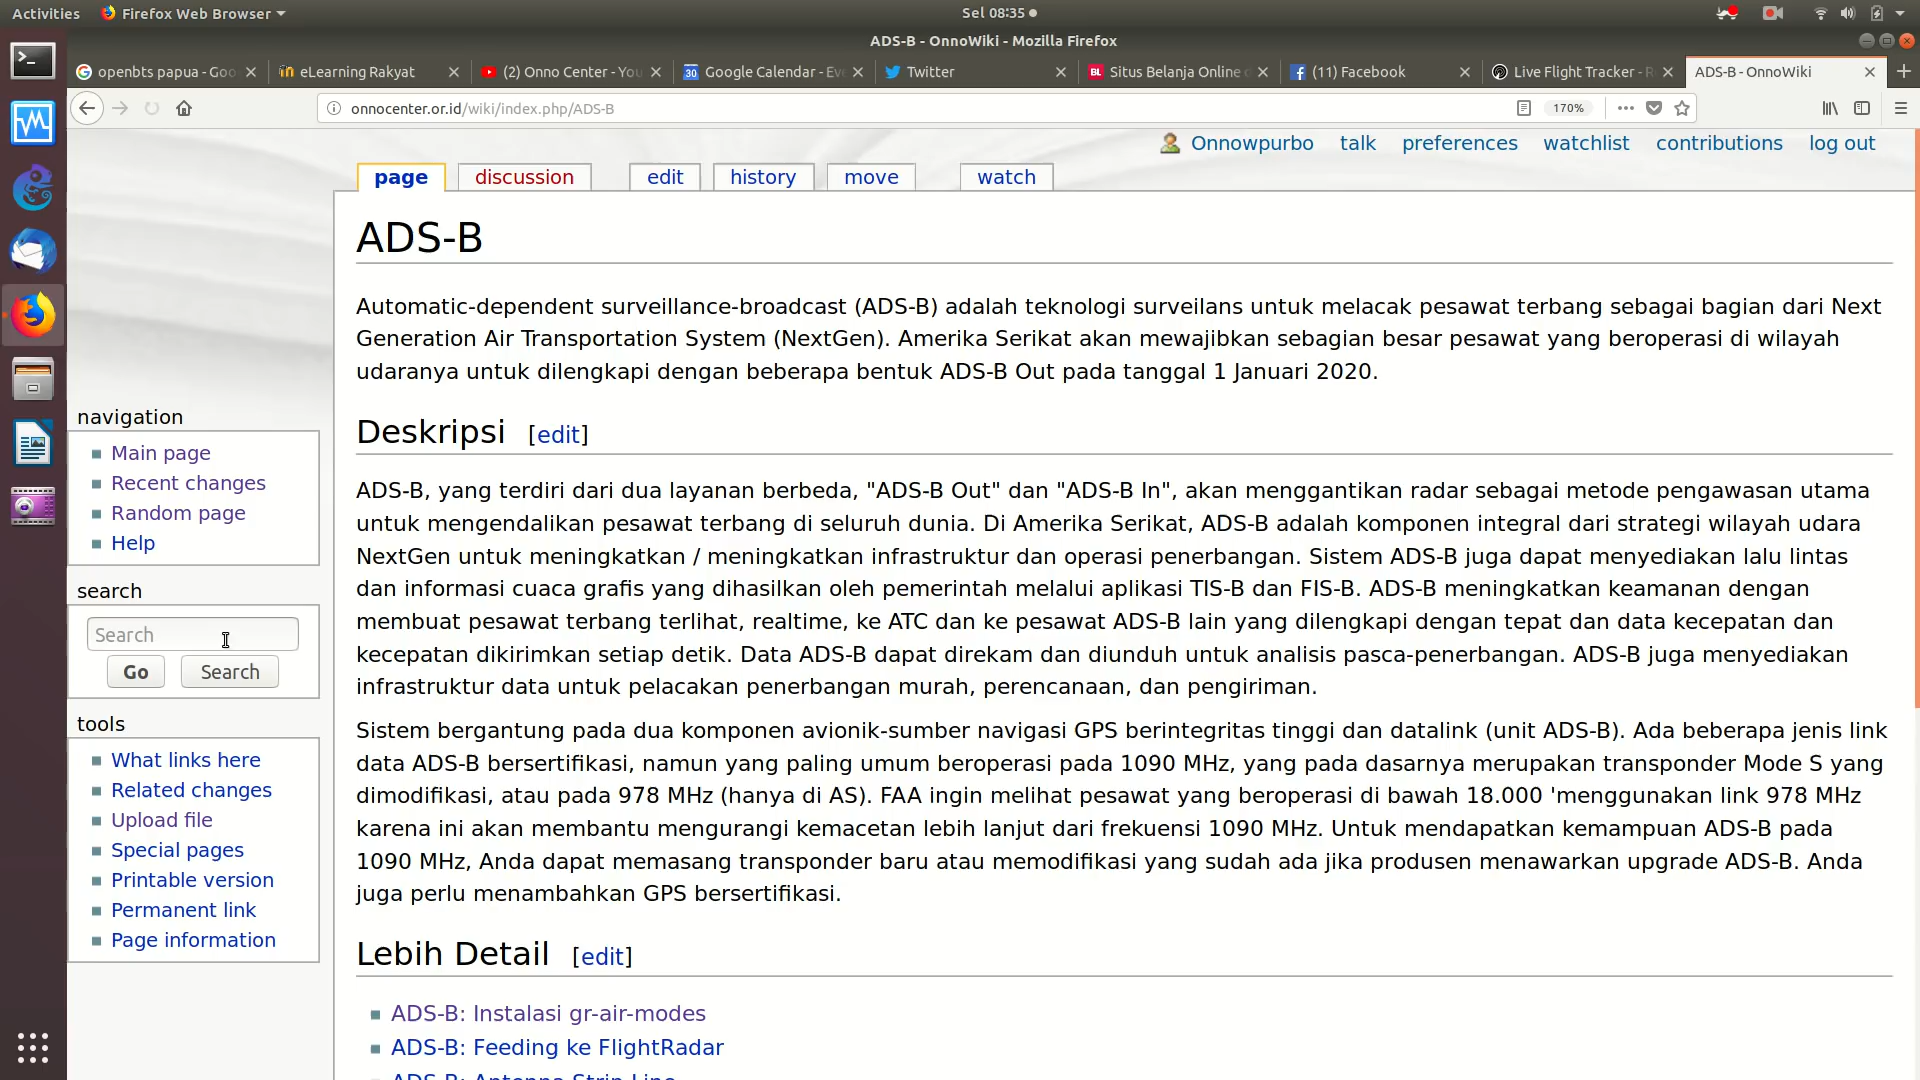 Activities
Firefox Web Browser
Sel 08:35
ADS-B - OnnoWiki - Mozilla Firefox
openbts papua - Goo
eLearning Rakyat
(2) Onno Center - You
30
Google Calendar - Eve
Twitter
BL
Situs Belanja Online
(11) Facebook
Live Flight Tracker - R
ADS-B - OnnoWiki
onnocenter.or.id/wiki/index.php/ADS-B
170%
Onnowpurbo
talk
preferences
watchlist
contributions
log out
page
discussion
edit
history
move
watch
ADS-B
Automatic-dependent surveillance-broadcast (ADS-B) adalah teknologi surveilans untuk melacak pesawat terbang sebagai bagian dari Next
Generation Air Transportation System (NextGen). Amerika Serikat akan mewajibkan sebagian besar pesawat yang beroperasi di wilayah
udaranya untuk dilengkapi dengan beberapa bentuk ADS-B Out pada tanggal 1 Januari 2020.
Deskripsi [edit]
ADS-B, yang terdiri dari dua layanan berbeda, "ADS-B Out" dan "ADS-B In", akan menggantikan radar sebagai metode pengawasan utama
untuk mengendalikan pesawat terbang di seluruh dunia. Di Amerika Serikat, ADS-B adalah komponen integral dari strategi wilayah udara
NextGen untuk meningkatkan / meningkatkan infrastruktur dan operasi penerbangan. Sistem ADS-B juga dapat menyediakan lalu lintas
dan informasi cuaca grafis yang dihasilkan oleh pemerintah melalui aplikasi TIS-B dan FIS-B. ADS-B meningkatkan keamanan dengan
membuat pesawat terbang terlihat, realtime, ke ATC dan ke pesawat ADS-B lain yang dilengkapi dengan tepat dan data kecepatan dan
kecepatan dikirimkan setiap detik. Data ADS-B dapat direkam dan diunduh untuk analisis pasca-penerbangan. ADS-B juga menyediakan
infrastruktur data untuk pelacakan penerbangan murah, perencanaan, dan pengiriman.
Sistem bergantung pada dua komponen avionik-sumber navigasi GPS berintegritas tinggi dan datalink (unit ADS-B). Ada beberapa jenis link
data ADS-B bersertifikasi, namun yang paling umum beroperasi pada 1090 MHz, yang pada dasarnya merupakan transponder Mode S yang
dimodifikasi, atau pada 978 MHz (hanya di AS). FAA ingin melihat pesawat yang beroperasi di bawah 18.000 'menggunakan link 978 MHz
karena ini akan membantu mengurangi kemacetan lebih lanjut dari frekuensi 1090 MHz. Untuk mendapatkan kemampuan ADS-B pada
1090 MHz, Anda dapat memasang transponder baru atau memodifikasi yang sudah ada jika produsen menawarkan upgrade ADS-B. Anda
juga perlu menambahkan GPS bersertifikasi.
Lebih Detail [edit]
ADS-B: Instalasi gr-air-modes
ADS-B: Feeding ke FlightRadar
ADS-B: Antenna Strip Line
navigation
Main page
Recent changes
Random page
Help
search
Search
Go
Search
tools
What links here
Related changes
Upload file
Special pages
Printable version
Permanent link
Page information